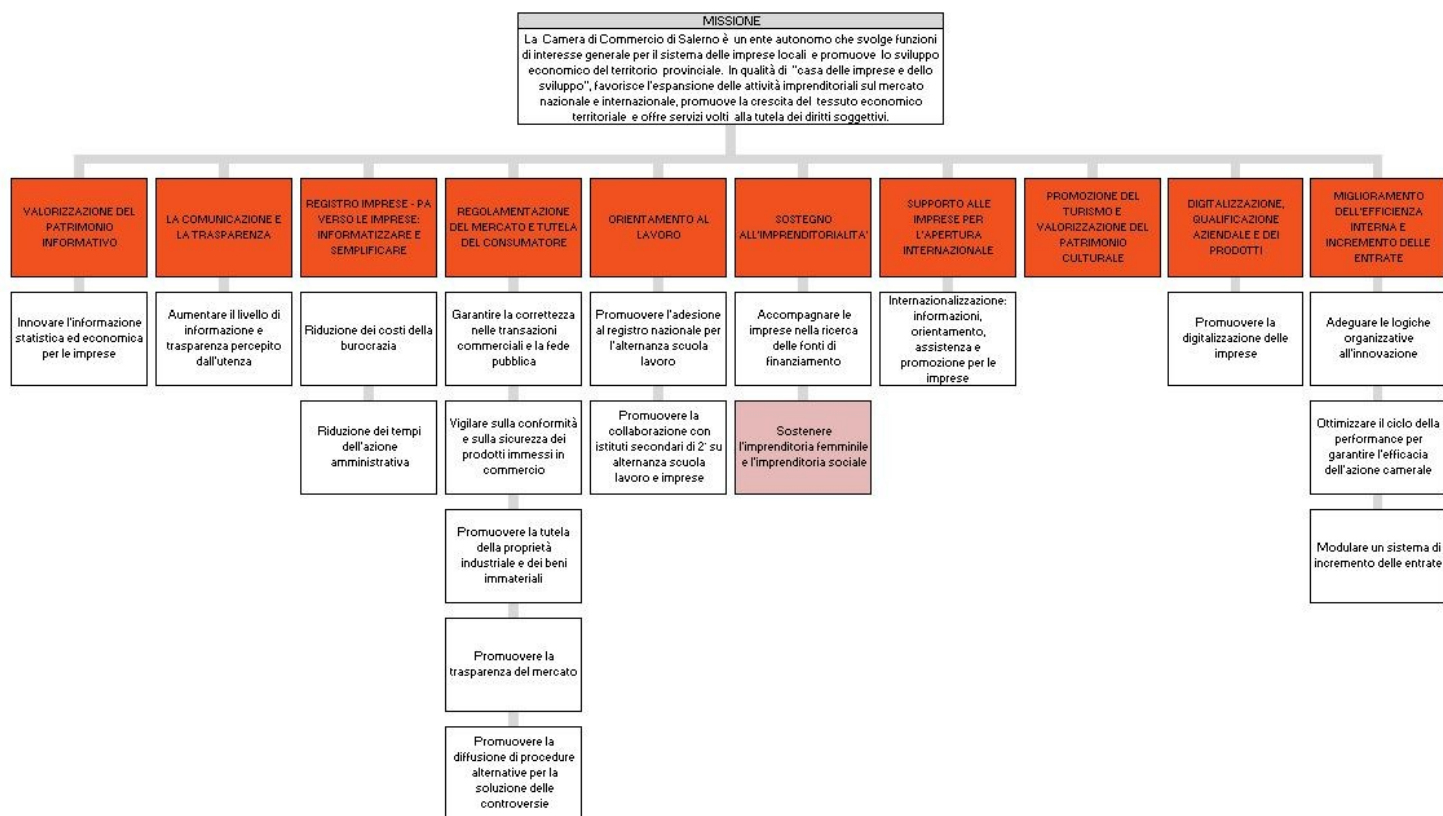 MISSIONE
La Camera di Commercio di Salerno è un ente autonomo che svolge funzioni
di interesse generale per il sistema delle imprese locali e promuove lo sviluppo
economico del territorio provinciale. In qualità di "casa delle imprese e dello
sviluppo", favorisce l'espansione delle attività imprenditoriali sul mercato
nazionale e internazionale, promuove la crescita del tessuto economico
territoriale e offre servizi volti alla tutela dei diritti soggettivi.
VALORIZZAZIONE DEL
PATRIMONIO
INFORMATIVO
Innovare l'informazione
statistica ed economica
per le imprese
LA COMUNICAZIONE E
LA TRASPARENZA
Aumentare il livello di
informazione e
trasparenza percepito
dall'utenza
REGISTRO IMPRESE - PA
VERSO LE IMPRESE:
INFORMATIZZARE E
SEMPLIFICARE
Riduzione dei costi della
burocrazia
Riduzione dei tempi
dell'azione
amministrativa
REGOLAMENTAZIONE
DEL MERCATO E TUTELA
DEL CONSUMATORE
Garantire la correttezza
nelle transazioni
commerciali e la fede
pubblica
Vigilare sulla conformità
e sulla sicurezza dei
prodotti immessi in
commercio
Promuovere la tutela
della proprietà
industriale e dei beni
immateriali
Promuovere la
trasparenza del mercato
Promuovere la
diffusione di procedure
alternative per la
soluzione delle
controversie
ORIENTAMENTO AL
LAVORO
Promuovere l'adesione
al registro nazionale per
l'alternanza scuola
lavoro
Promuovere la
collaborazione con
istituti secondari di 2° su
alternanza scuola
lavoro e imprese
SOSTEGNO
ALL'IMPRENDITORIALITA'
Accompagnare le
imprese nella ricerca
delle fonti di
finanziamento
Sostenere
l'imprenditoria femminile
e l'imprenditoria sociale
SUPPORTO ALLE
IMPRESE PER
L'APERTURA
INTERNAZIONALE
Internazionalizzazione:
informazioni,
orientamento,
assistenza e
promozione per le
imprese
PROMOZIONE DEL
TURISMO E
VALORIZZAZIONE DEL
PATRIMONIO
CULTURALE
DIGITALIZZAZIONE,
QUALIFICAZIONE
AZIENDALE E DEI
PRODOTTI
Promuovere la
digitalizzazione delle
imprese
MIGLIORAMENTO
DELL'EFFICIENZA
INTERNA E
INCREMENTO DELLE
ENTRATE
Adeguare le logiche
organizzative
all'innovazione
Ottimizzare il ciclo della
performance per
garantire l'efficacia
dell'azione camerale
Modulare un sistema di
incremento delle entrate